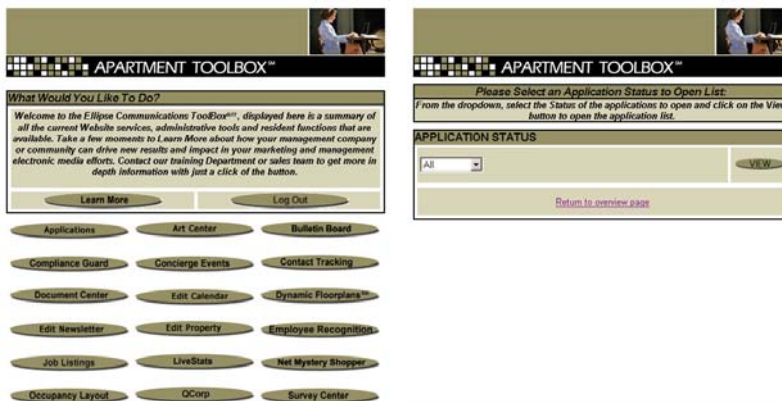 APARTMENT TOOLBOX℠
What Would You Like To Do?
Welcome to the Ellipse Communications ToolBox℠, displayed here is a summary of
all the current Website services, administrative tools and resident functions that are
available. Take a few moments to Learn More about how your management company
or community can drive new results and impact in your marketing and management
electronic media efforts. Contact our training Department or sales team to get more in
depth information with just a click of the button.
Learn More Log Out
Applications Art Center Bulletin Board
Compliance Guard Concierge Events Contact Tracking
Document Center Edit Calendar Dynamic Floorplans™
Edit Newsletter Edit Property Employee Recognition
Job Listings LiveStats Net Mystery Shopper
Occupancy Layout QCorp Survey Center
APARTMENT TOOLBOX℠
Please Select an Application Status to Open List:
From the dropdown, select the Status of the applications to open and click on the View
button to open the application list.
APPLICATION STATUS
All VIEW
Return to overview page